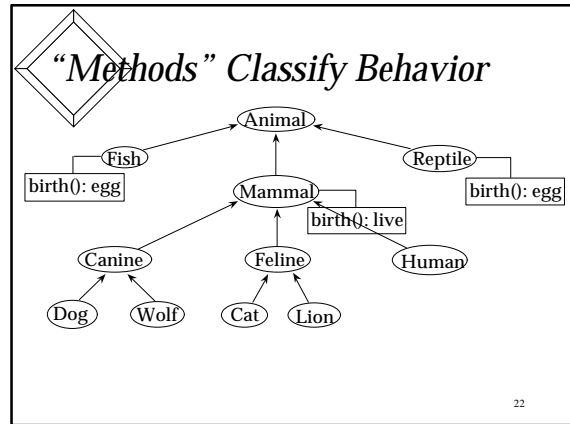 “Methods” Classify Behavior
Animal
Fish
Reptile
birth(): egg
Mammal
birth(): egg
birth(): live
Canine
Feline
Human
Dog
Wolf
Cat
Lion
22